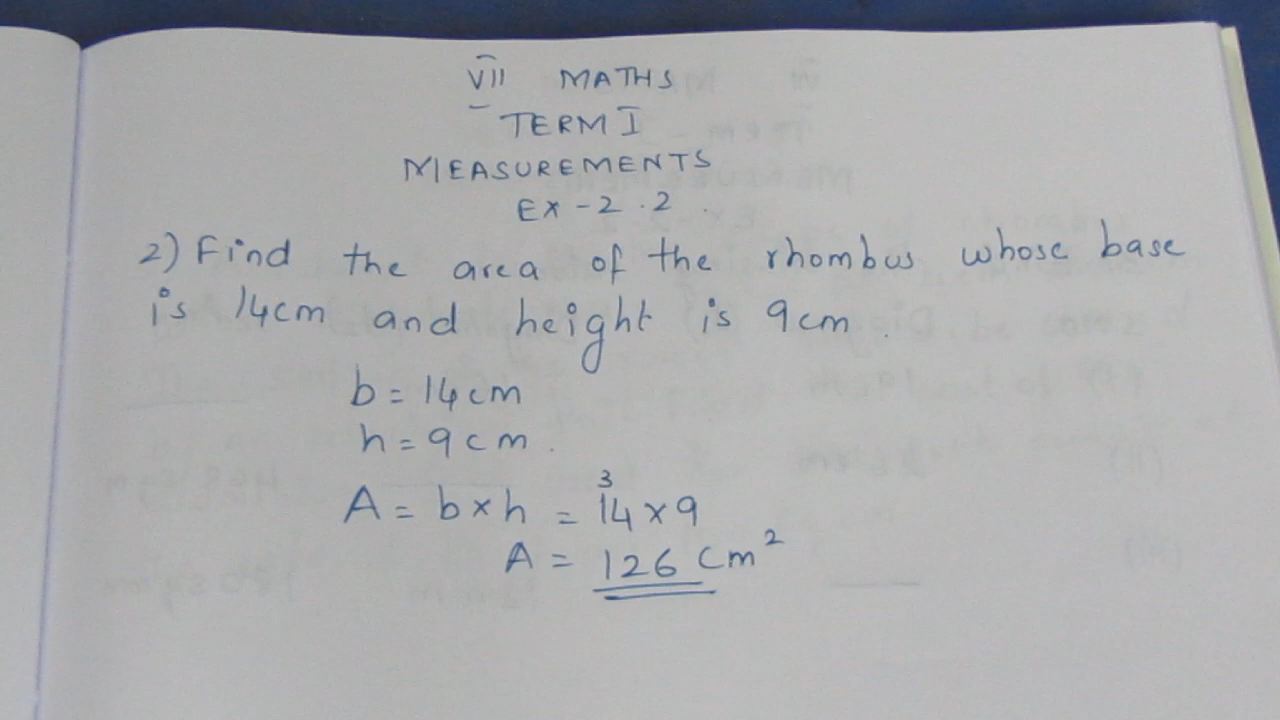 VII MATHS
TERM I
MEASUREMENTS
EX-2.2.
2) Find the area of the rhombus whose base
is 14cm and height is 9cm.
b = 14cm
h = 9cm.
3
A = b×h = 14×9
A = 126 Cm²